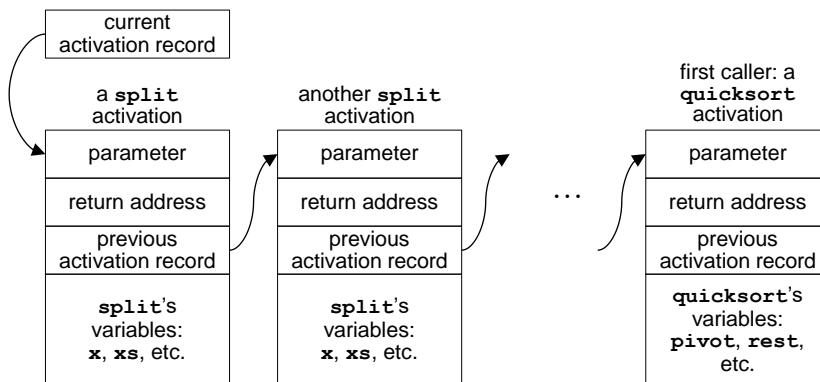 current
activation record
a split
activation
parameter
return address
previous
activation record
split's
variables:
x, xs, etc.
another split
activation
parameter
return address
previous
activation record
split's
variables:
x, xs, etc.
...
first caller: a
quicksort
activation
parameter
return address
previous
activation record
quicksort's
variables:
pivot, rest,
etc.